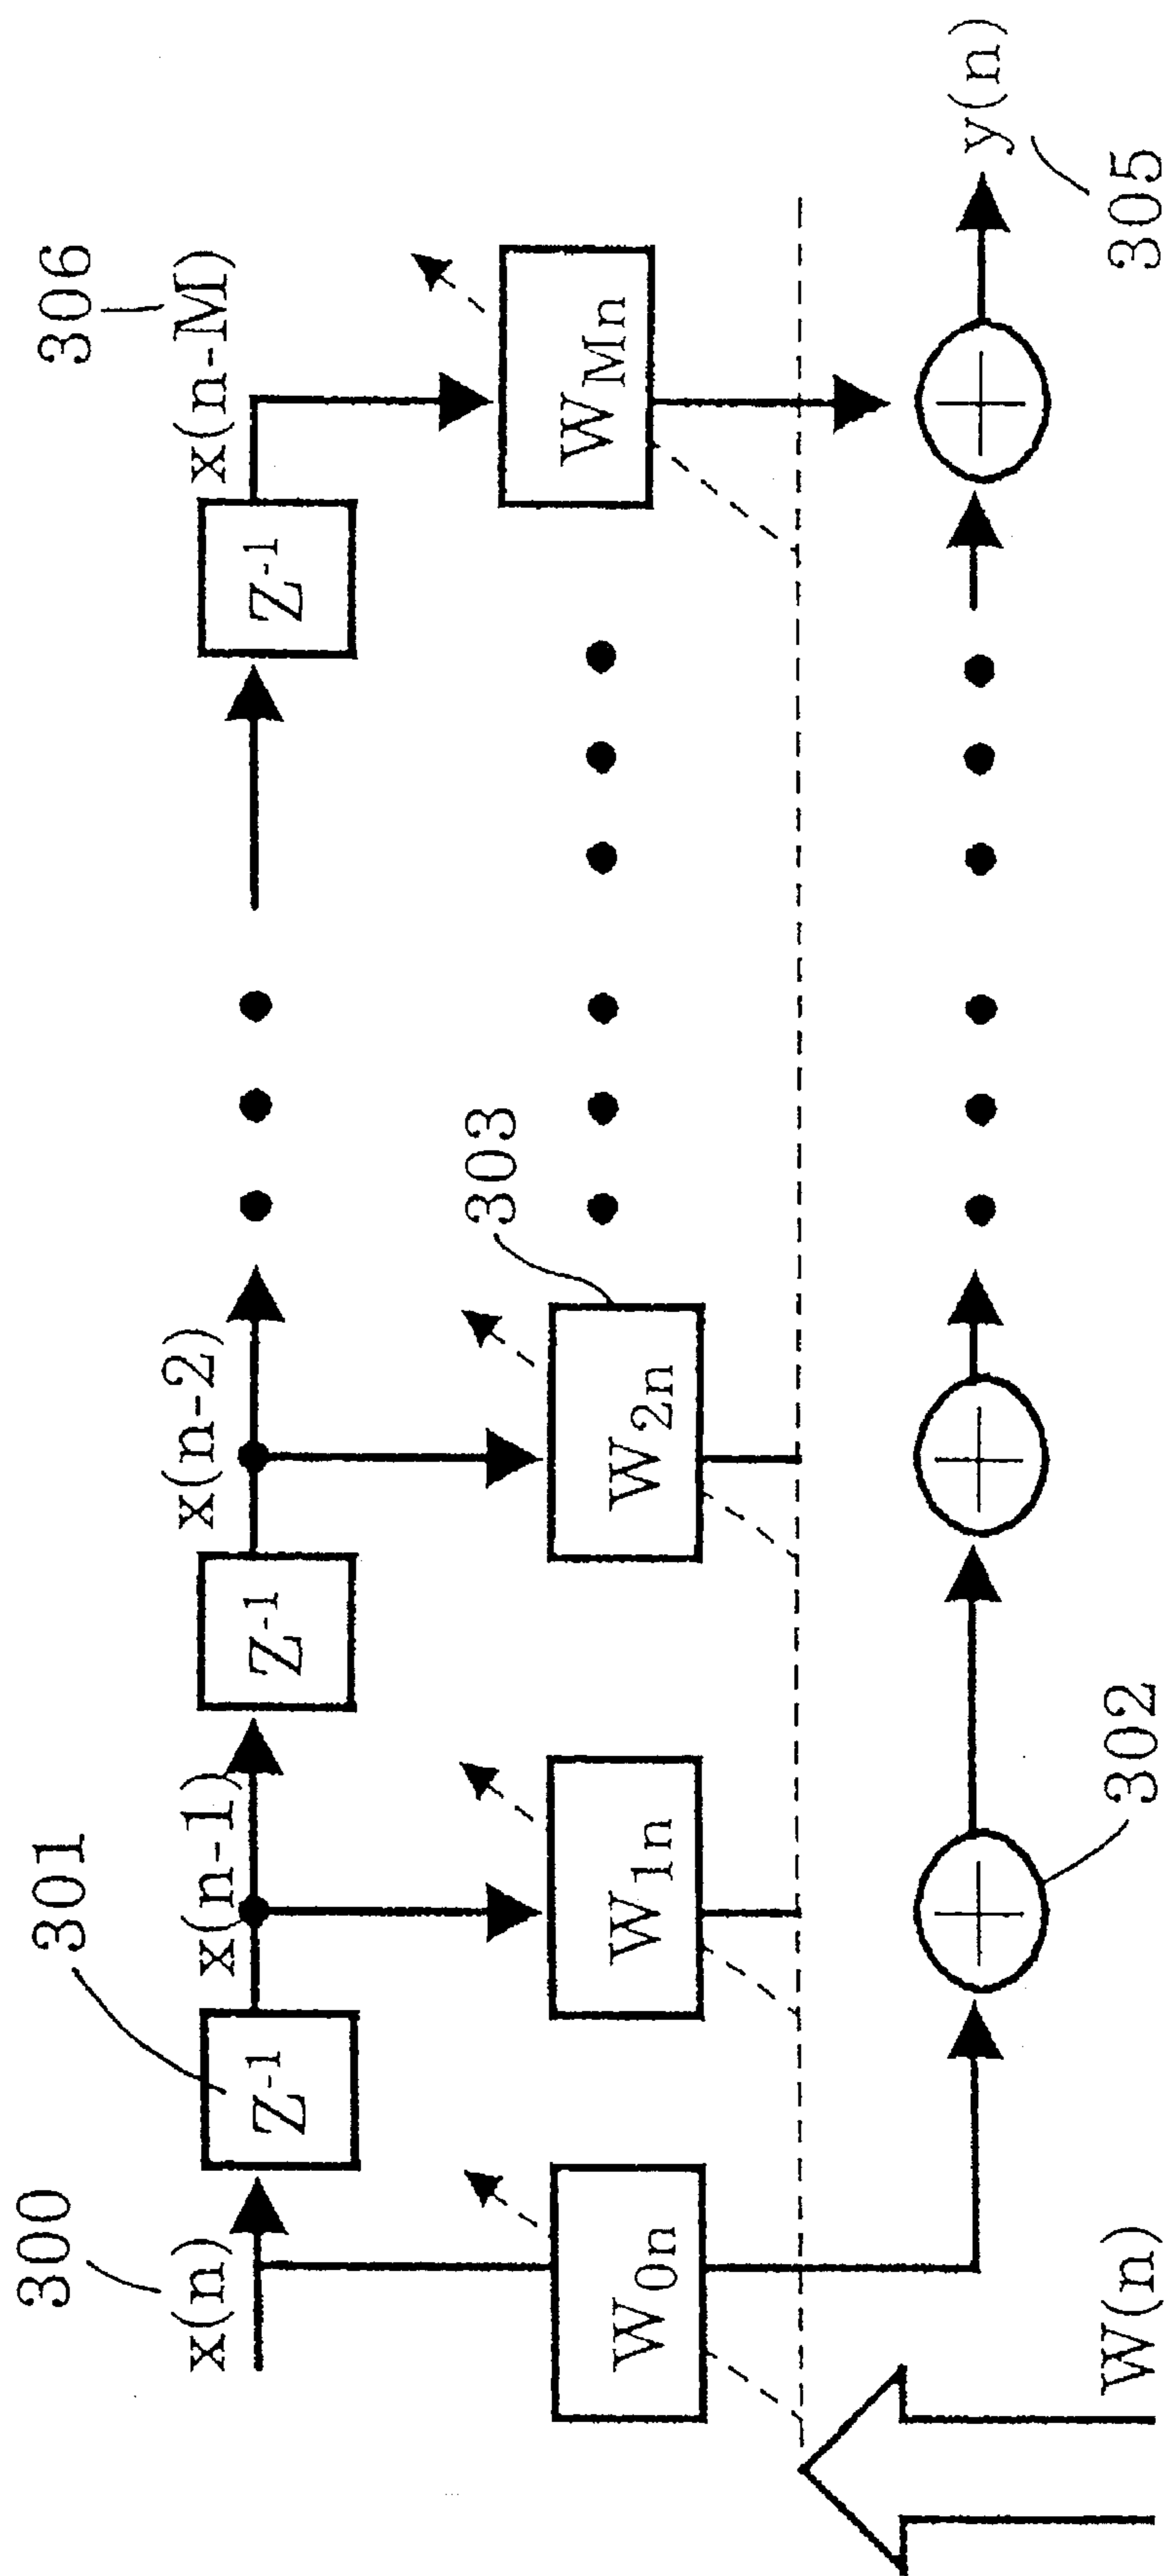 300
301
306
x(n)
x(n-1)
x(n-2)
x(n-M)
Z-1
Z-1
Z-1
303
W0n
W1n
W2n
WMn
y(n)
302
305
W(n)